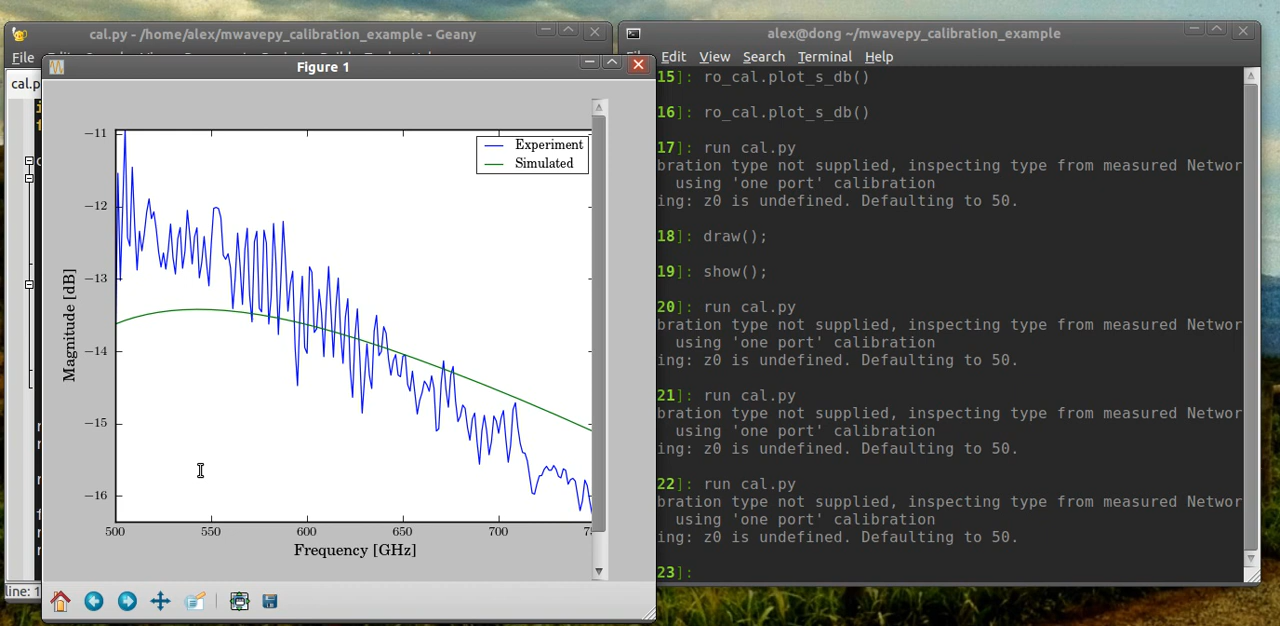 cal.py - /home/alex/mwavepy_calibration_example - Geany
File
cal.p
line: 1
Figure 1
−11
−12
−13
−14
−15
−16
Magnitude [dB]
Experiment
Simulated
500 550 600 650 700
Frequency [GHz]
alex@dong ~/mwavepy_calibration_example
Edit View Search Terminal Help
15]: ro_cal.plot_s_db()
16]: ro_cal.plot_s_db()
17]: run cal.py
bration type not supplied, inspecting type from measured Networ
using 'one port' calibration
ing: z0 is undefined. Defaulting to 50.
18]: draw();
19]: show();
20]: run cal.py
bration type not supplied, inspecting type from measured Networ
using 'one port' calibration
ing: z0 is undefined. Defaulting to 50.
21]: run cal.py
bration type not supplied, inspecting type from measured Networ
using 'one port' calibration
ing: z0 is undefined. Defaulting to 50.
22]: run cal.py
bration type not supplied, inspecting type from measured Networ
using 'one port' calibration
ing: z0 is undefined. Defaulting to 50.
23]: